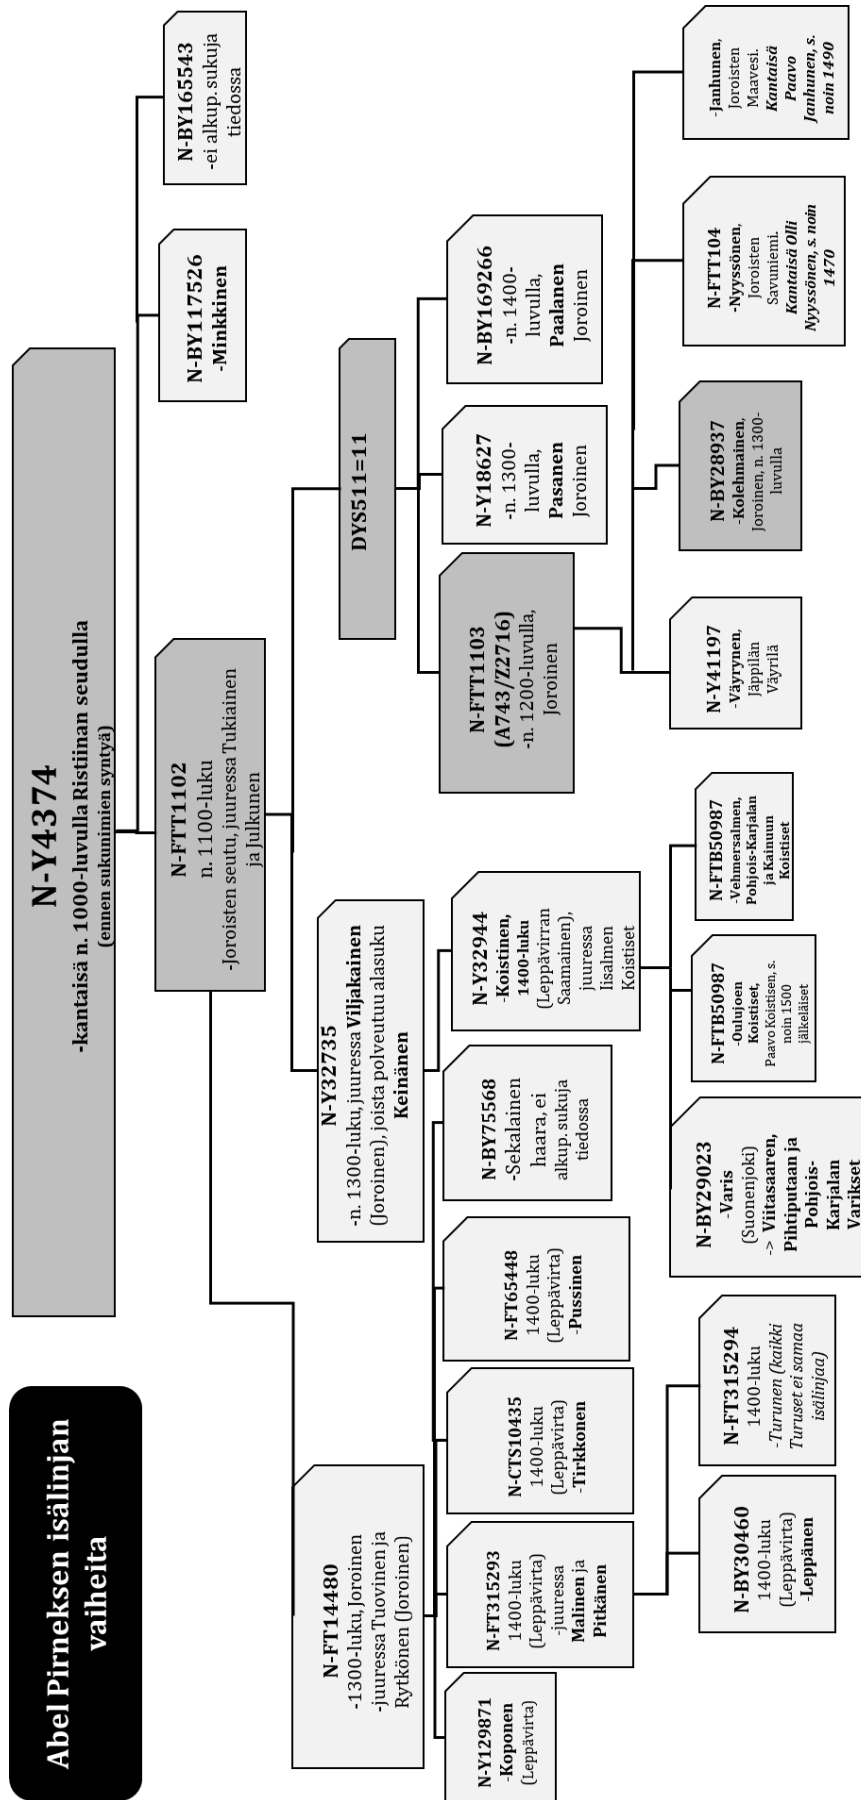 Abel Pirneksen isälinjan
vaiheita
N-Y4374
-kantaisä n. 1000-luvulla Ristiinan seudulla
(ennen sukunimien syntyä)
N-FTT1102
n. 1100-luku
-Joroisten seutu, juuressa Tukiainen
ja Julkunen
N-BY117526
-Minkkinen
N-BY165543
-ei alkup. sukuja
tiedossa
N-FT14480
-1300-luku, Joroinen
-juuressa Tuovinen ja
Rytkönen (Joroinen)
N-Y32735
-n. 1300-luku, juuressa Viljakainen
(Joroinen), joista polveutuu alasuku
Keinänen
DYS511=11
N-Y129871
-Koponen
(Leppävirta)
N-FT315293
1400-luku
(Leppävirta)
-juuressa
Malinen ja
Pitkänen
N-CTS10435
1400-luku
(Leppävirta)
-Tirkkonen
N-FT65448
1400-luku
(Leppävirta)
-Pussinen
N-BY75568
-Sekalainen
haara, ei
alkup. sukuja
tiedossa
N-Y32944
-Koistinen,
1400-luku
(Leppävirran
Saamainen),
juuressa
Iisalmen
Koistiset
N-FTT1103
(A743/Z2716)
-n. 1200-luvulla,
Joroinen
N-Y18627
-n. 1300-
luvulla,
Pasanen
Joroinen
N-BY169266
-n. 1400-
luvulla,
Paalanen
Joroinen
N-BY30460
1400-luku
(Leppävirta)
-Leppänen
N-FT315294
1400-luku
-Turunen (kaikki
Turuset ei samaa
isälinjaa)
N-BY29023
-Varis
(Suonenjoki)
-> Viitasaaren,
Pihtiputaan ja
Pohjois-
Karjalan
Varikset
N-FTB50987
-Oulujoen
Koistiset,
Paavo Koistisen, s.
noin 1500
jälkeläiset
N-FTB50987
-Vehmersalmen,
Pohjois-Karjalan
ja Kainuun
Koistiset
N-Y41197
-Väyrynen,
Jäppilän
Väyrilä
N-BY28937
-Kolehmainen,
Joroinen, n. 1300-
luvulla
N-FTT104
-Nyyssönen,
Joroisten
Savuniemi.
Kantaisä Olli
Nyyssönen, s. noin
1470
-Janhunen,
Joroisten
Maavesi.
Kantaisä
Paavo
Janhunen, s.
noin 1490